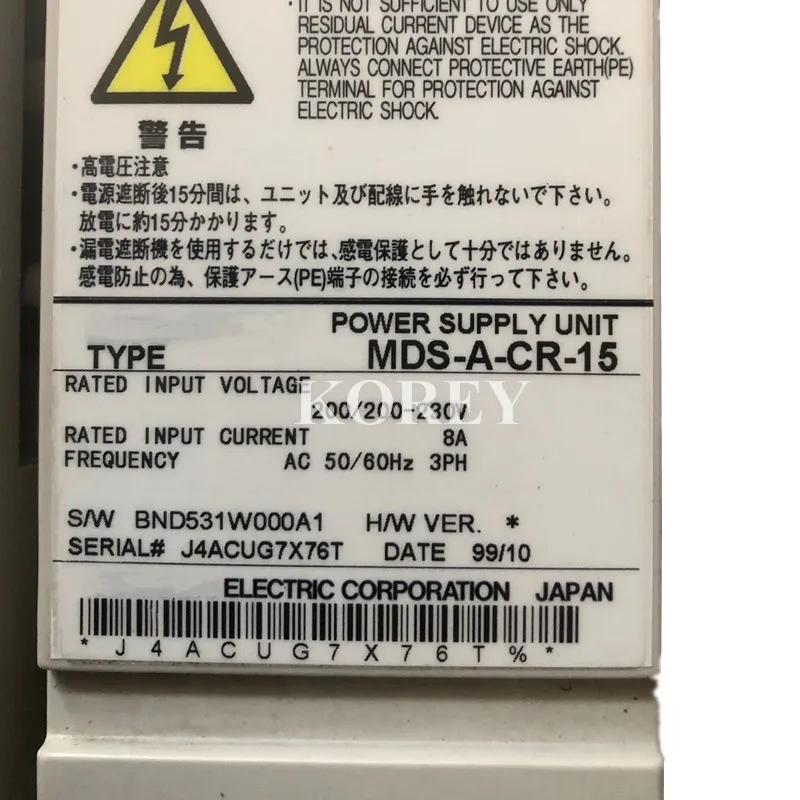 ・IT IS NOT SUFFICIENT TO USE ONLY
RESIDUAL CURRENT DEVICE AS THE
PROTECTION AGAINST ELECTRIC SHOCK.
ALWAYS CONNECT PROTECTIVE EARTH(PE)
TERMINAL FOR PROTECTION AGAINST
ELECTRIC SHOCK.
警告
・高電圧注意
・電源遮断後15分間は、ユニット及び配線に手を触れないで下さい。
放電に約15分かかります。
・漏電遮断機を使用するだけでは、感電保護として十分ではありません。
感電防止の為、保護アース(PE)端子の接続を必ず行って下さい。
POWER SUPPLY UNIT
TYPE MDS-A-CR-15
RATED INPUT VOLTAGE
KOREY
200/200-230V
RATED INPUT CURRENT 8A
FREQUENCY AC 50/60Hz 3PH
S/W BND531W000A1 H/W VER. *
SERIAL# J4ACUG7X76T DATE 99/10
ELECTRIC CORPORATION JAPAN
*J4ACUG7X76T%*